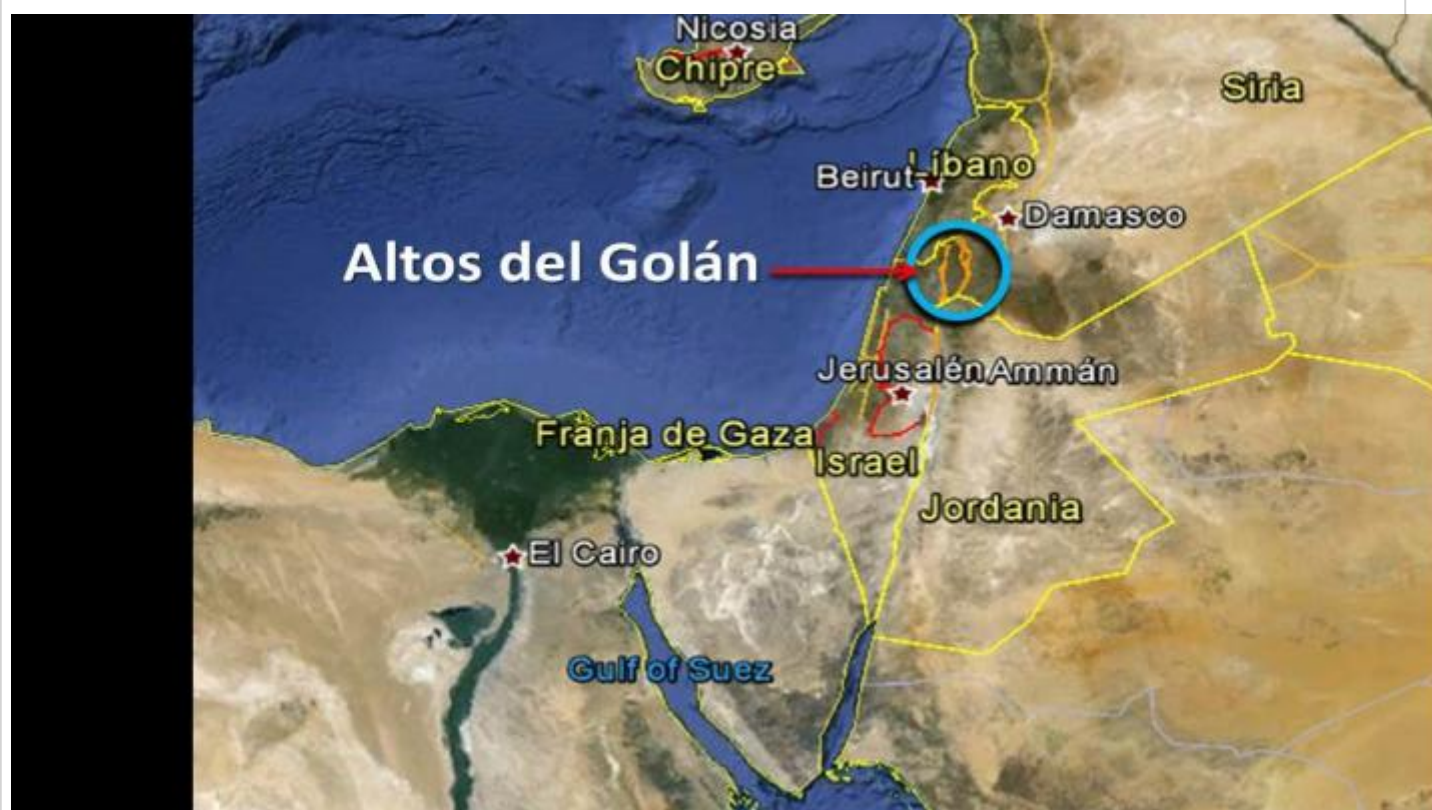 Nicosia
Chipre
Siria
Líbano
Beirut
Damasco
Altos del Golán
Jerusalén
Ammán
Franja de Gaza
Israel
Jordania
El Cairo
Gulf of Suez